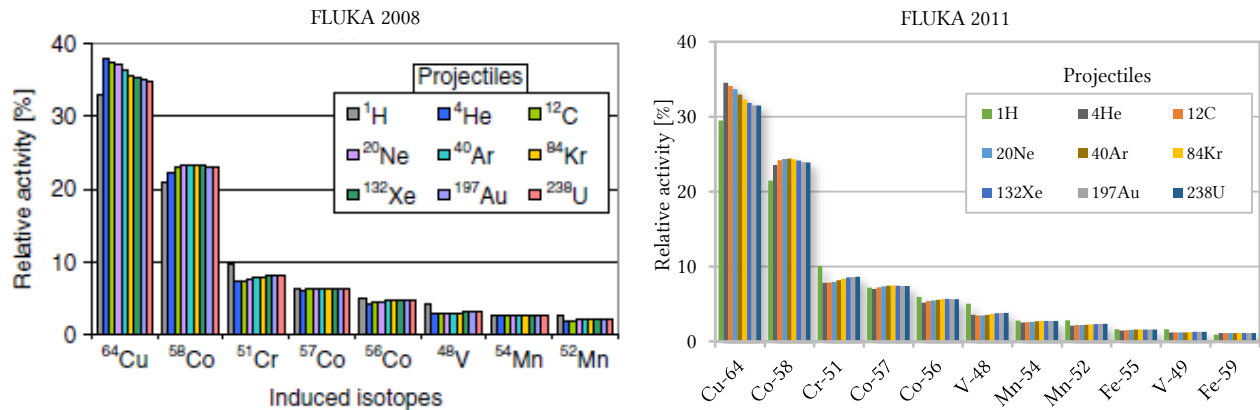 FLUKA 2008
Relative activity [%]
40
30
20
10
0
Projectiles
¹H ⁴He ¹²C
²⁰Ne ⁴⁰Ar ⁸⁴Kr
¹³²Xe ¹⁹⁷Au ²³⁸U
⁶⁴Cu ⁵⁸Co ⁵¹Cr ⁵⁷Co ⁵⁶Co ⁴⁸V ⁵⁴Mn ⁵²Mn
Induced isotopes
FLUKA 2011
Relative activity [%]
40
30
20
10
0
Projectiles
1H 4He 12C
20Ne 40Ar 84Kr
132Xe 197Au 238U
Cu-64 Co-58 Cr-51 Co-57 Co-56 V-48 Mn-54 Mn-52 Fe-55 V-49 Fe-59